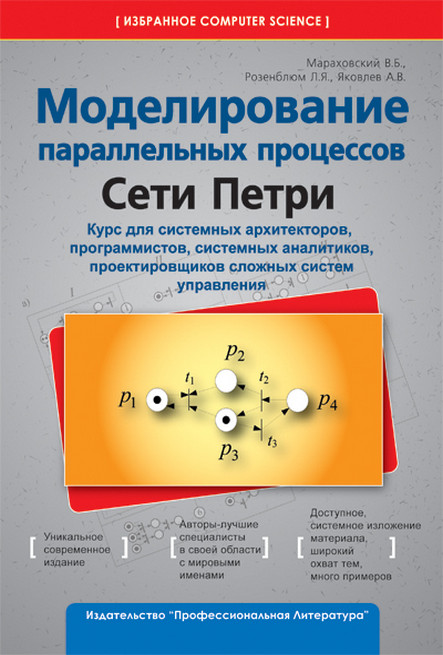 [ ИЗБРАННОЕ COMPUTER SCIENCE ]
Мараховский В.Б.,
Розенблюм Л.Я., Яковлев А.В.
Моделирование
параллельных процессов
Сети Петри
Курс для системных архитекторов,
программистов, системных аналитиков,
проектировщиков сложных систем
управления
p1
t1
p2
t2
p4
p3
t3
[ Уникальное
современное
издание ]
[ Авторы-лучшие
специалисты
в своей области
с мировыми
именами ]
[ Доступное,
системное изложение
материала,
широкий
охват тем,
много примеров ]
Издательство "Профессиональная Литература"